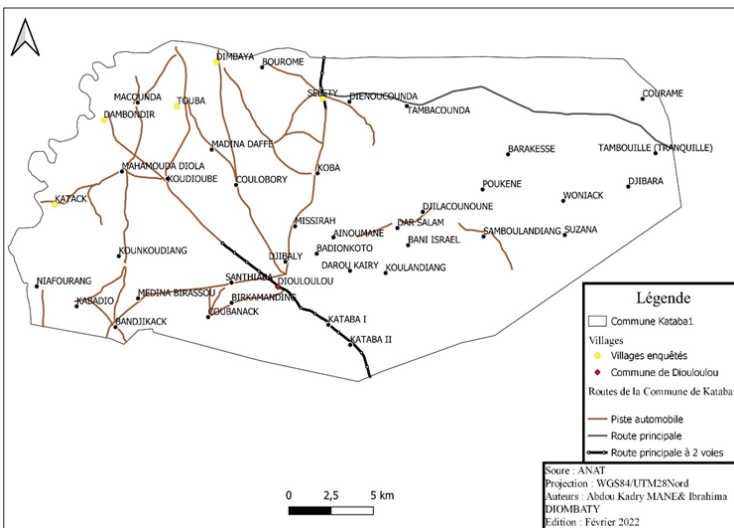 DIMBAYA
BOUROME
MACOUNDA
TOUBA
SELETY
DIENOUCOUNDA
COURAME
DAMBONDIR
TAMBACOUNDA
MADINA DAFFE
BARAKESSE
TAMBOUILLE (TRANQUILLE)
MAHAMOUDA DIOLA
KOUDIOUBE
COULOBORY
KOBA
POUKENE
DJIBARA
KATACK
WONIACK
DJILACOUNOUNE
MISSIRAH
AINOUMANE
DAR SALAM
SAMBOULANDIANG
SUZANA
KOUNKOUDIANG
BADIONKOTO
BANI ISRAEL
DJIBALY
DAROU KAIRY
KOULANDIANG
NIAFOURANG
SANTHIABA
DIOULOULOU
KABADIO
MEDINA BIRASSOU
BIRKAMANDING
BANDJIKACK
COUBANACK
KATABA I
KATABA II
Légende
Commune Kataba1
Villages
Villages enquêtés
Commune de Diouloulou
Routes de la Commune de Kataba
Piste automobile
Route principale
Route principale à 2 voies
Soure : ANAT
Projection : WGS84/UTM28Nord
Auteurs : Abdou Kadry MANE& Ibrahima
DIOMBATY
Edition : Février 2022
0 2,5 5 km